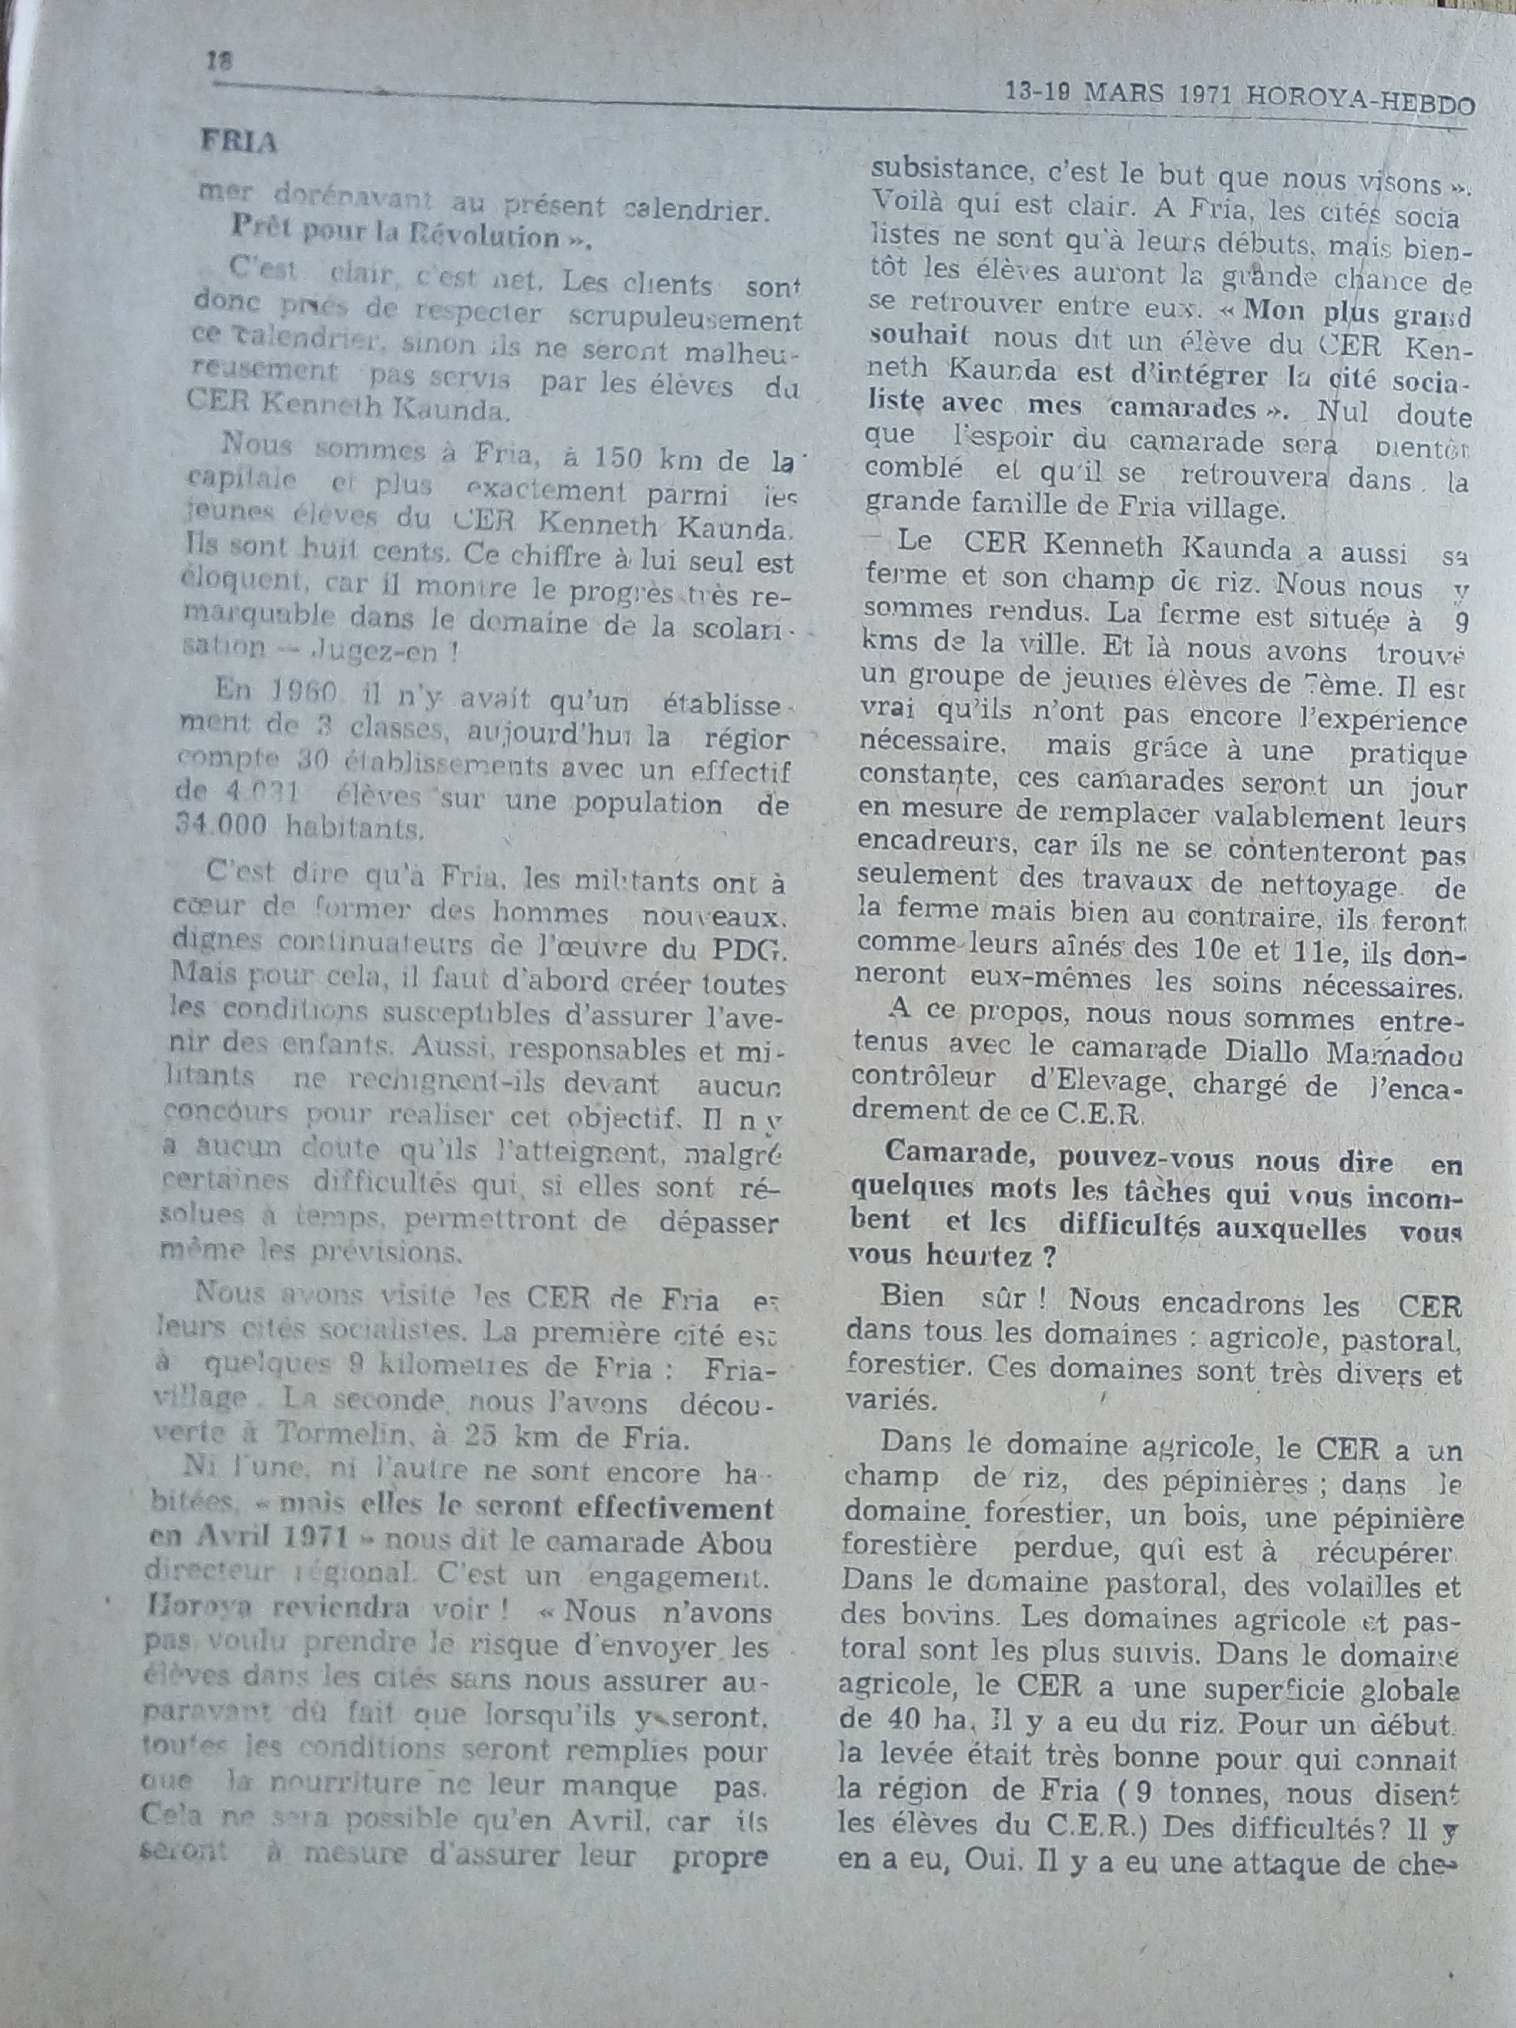 18
13-19 MARS 1971 HOROYA-HEBDO
FRIA
mer dorénavant au présent calendrier.
Prêt pour la Révolution ».
C'est clair, c'est net. Les clients sont
donc priés de respecter scrupuleusement
ce calendrier, sinon ils ne seront malheu-
reusement pas servis par les élèves du
CER Kenneth Kaunda.
Nous sommes à Fria, à 150 km de la
capitale et plus exactement parmi les
jeunes élèves du CER Kenneth Kaunda.
Ils sont huit cents. Ce chiffre à lui seul est
éloquent, car il montre le progrès très re-
marquable dans le domaine de la scolari-
sation — Jugez-en !
En 1960 il n'y avait qu'un établisse-
ment de 3 classes, aujourd'hui la région
compte 30 établissements avec un effectif
de 4.031 élèves sur une population de
34.000 habitants.
C'est dire qu'à Fria, les militants ont à
cœur de former des hommes nouveaux,
dignes continuateurs de l'œuvre du PDG.
Mais pour cela, il faut d'abord créer toutes
les conditions susceptibles d'assurer l'ave-
nir des enfants. Aussi, responsables et mi-
litants ne rechignent-ils devant aucun
concours pour réaliser cet objectif. Il n y
a aucun doute qu'ils l'atteignent, malgré
certaines difficultés qui, si elles sont ré-
solues à temps, permettront de dépasser
même les prévisions.
Nous avons visité les CER de Fria et
leurs cités socialistes. La première cité est
à quelques 9 kilometres de Fria : Fria-
village. La seconde, nous l'avons décou-
verte à Tormelin, à 25 km de Fria.
Ni l'une, ni l'autre ne sont encore ha-
bitées, « mais elles le seront effectivement
en Avril 1971 » nous dit le camarade Abou
directeur régional. C'est un engagement.
Horoya reviendra voir ! « Nous n'avons
pas voulu prendre le risque d'envoyer les
élèves dans les cités sans nous assurer au-
paravant du fait que lorsqu'ils y seront,
toutes les conditions seront remplies pour
que la nourriture ne leur manque pas.
Cela ne sera possible qu'en Avril, car ils
seront à mesure d'assurer leur propre
subsistance, c'est le but que nous visons ».
Voilà qui est clair. A Fria, les cités socia
listes ne sont qu'à leurs débuts, mais bien-
tôt les élèves auront la grande chance de
se retrouver entre eux. « Mon plus grand
souhait nous dit un élève du CER Ken-
neth Kaunda est d'intégrer la cité socia-
liste avec mes camarades ». Nul doute
que l'espoir du camarade sera bientôt
comblé et qu'il se retrouvera dans la
grande famille de Fria village.
— Le CER Kenneth Kaunda a aussi sa
ferme et son champ de riz. Nous nous y
sommes rendus. La ferme est située à 9
kms de la ville. Et là nous avons trouvé
un groupe de jeunes élèves de 7ème. Il est
vrai qu'ils n'ont pas encore l'expérience
nécessaire, mais grâce à une pratique
constante, ces camarades seront un jour
en mesure de remplacer valablement leurs
encadreurs, car ils ne se contenteront pas
seulement des travaux de nettoyage de
la ferme mais bien au contraire, ils feront
comme leurs aînés des 10e et 11e, ils don-
neront eux-mêmes les soins nécessaires.
A ce propos, nous nous sommes entre-
tenus avec le camarade Diallo Mamadou
contrôleur d'Elevage, chargé de l'enca-
drement de ce C.E.R.
Camarade, pouvez-vous nous dire en
quelques mots les tâches qui vous incom-
bent et les difficultés auxquelles vous
vous heurtez ?
Bien sûr ! Nous encadrons les CER
dans tous les domaines : agricole, pastoral,
forestier. Ces domaines sont très divers et
variés.
Dans le domaine agricole, le CER a un
champ de riz, des pépinières ; dans le
domaine forestier, un bois, une pépinière
forestière perdue, qui est à récupérer.
Dans le domaine pastoral, des volailles et
des bovins. Les domaines agricole et pas-
toral sont les plus suivis. Dans le domaine
agricole, le CER a une superficie globale
de 40 ha. Il y a eu du riz. Pour un début
la levée était très bonne pour qui connait
la région de Fria ( 9 tonnes, nous disent
les élèves du C.E.R.) Des difficultés? Il y
en a eu, Oui. Il y a eu une attaque de che-